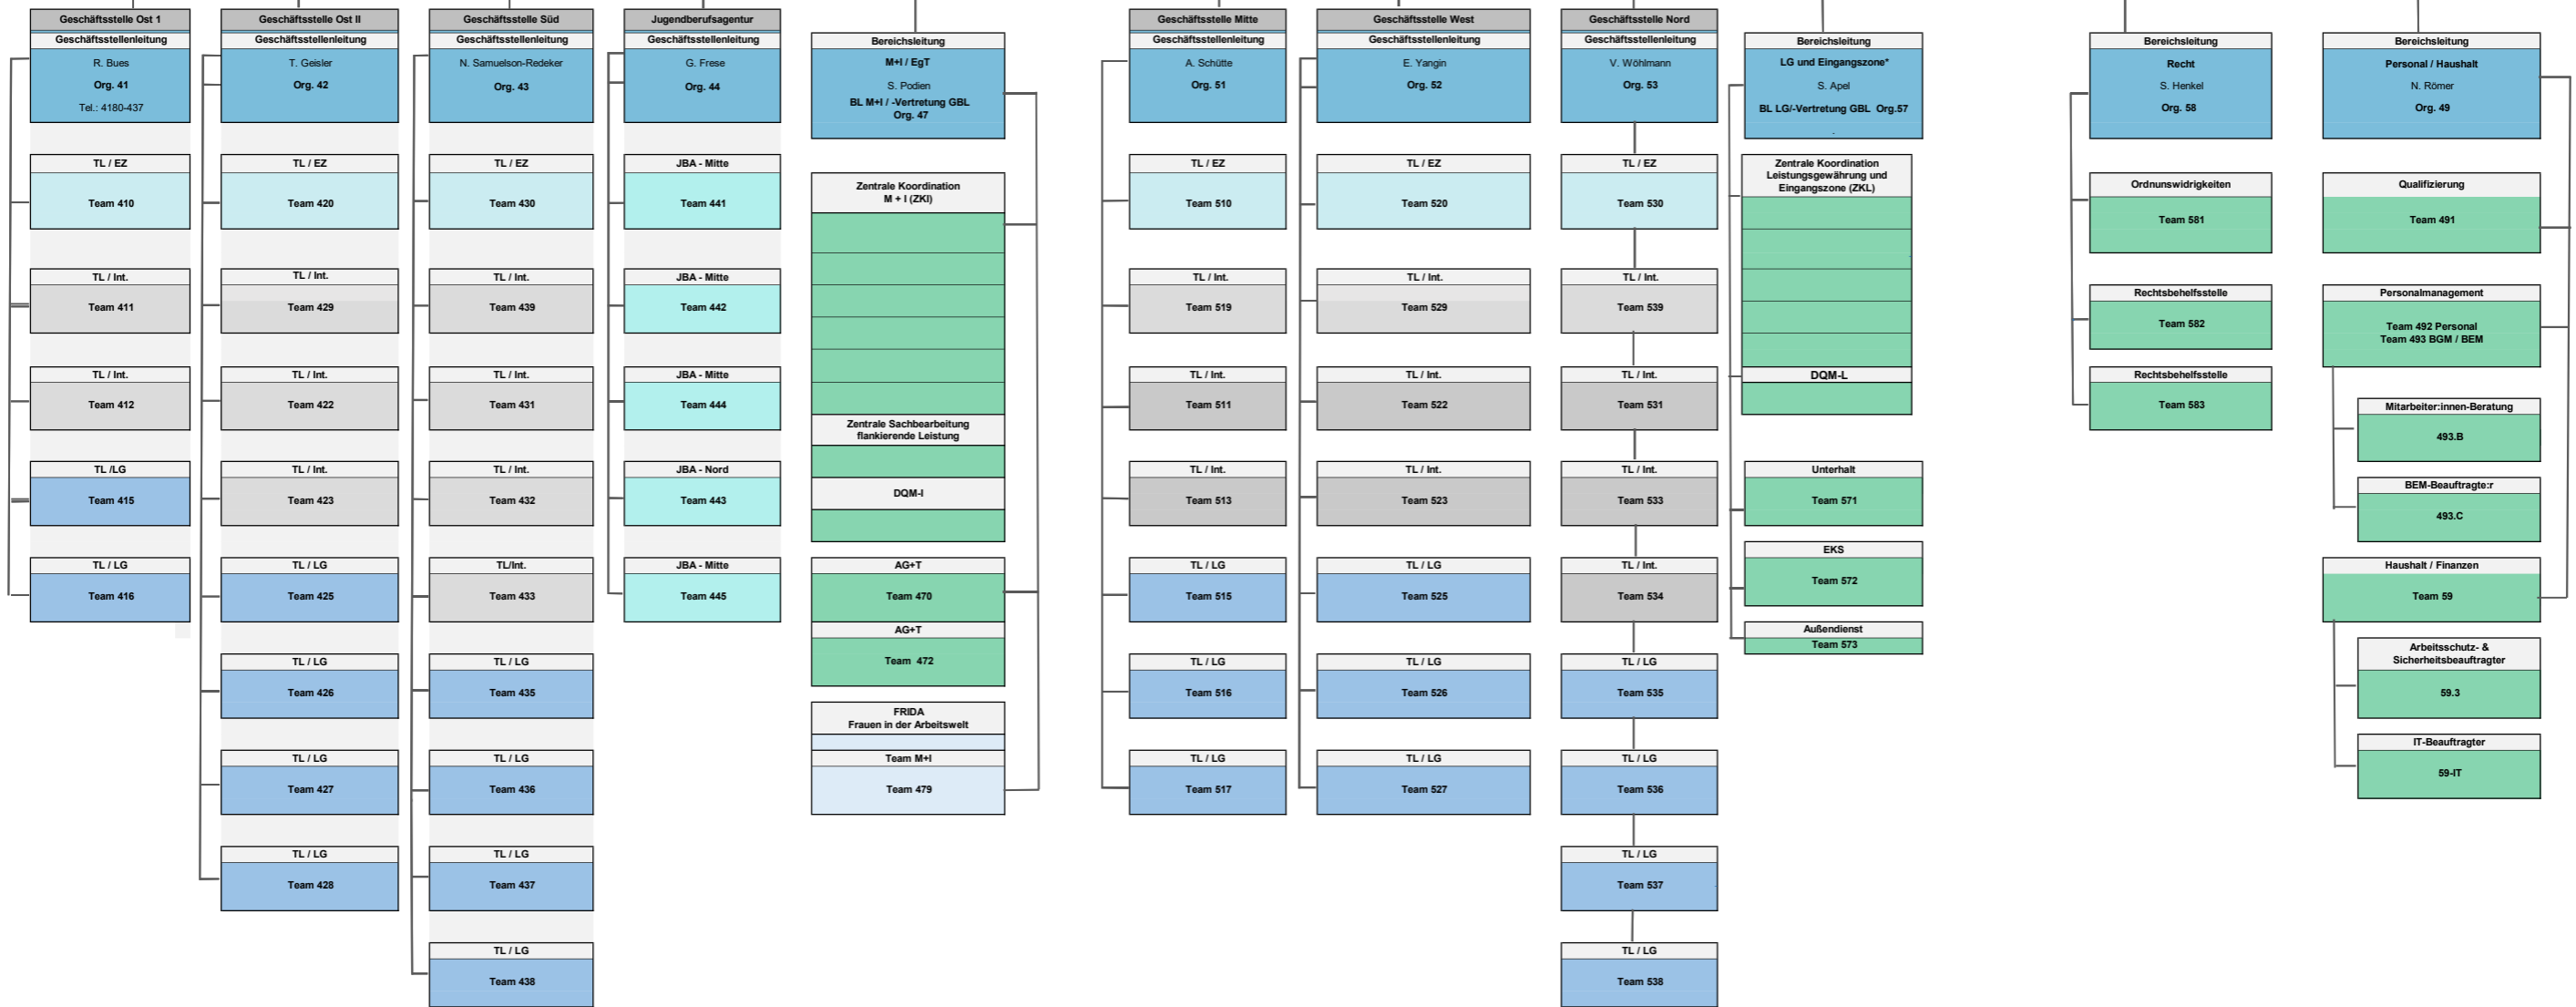 Geschäftsstelle Ost 1
Geschäftsstellenleitung
R. Bues
Org. 41
Tel.: 4180-437
TL / EZ
Team 410
TL / Int.
Team 411
TL / Int.
Team 412
TL /LG
Team 415
TL / LG
Team 416
Geschäftsstelle Ost II
Geschäftsstellenleitung
T. Geisler
Org. 42
TL / EZ
Team 420
TL / Int.
Team 429
TL / Int.
Team 422
TL / Int.
Team 423
TL / LG
Team 425
TL / LG
Team 426
TL / LG
Team 427
TL / LG
Team 428
Geschäftsstelle Süd
Geschäftsstellenleitung
N. Samuelson-Redeker
Org. 43
TL / EZ
Team 430
TL / Int.
Team 439
TL / Int.
Team 431
TL / Int.
Team 432
TL/Int.
Team 433
TL / LG
Team 435
TL / LG
Team 436
TL / LG
Team 437
TL / LG
Team 438
Jugendberufsagentur
Geschäftsstellenleitung
G. Frese
Org. 44
JBA - Mitte
Team 441
JBA - Mitte
Team 442
JBA - Mitte
Team 444
JBA - Nord
Team 443
JBA - Mitte
Team 445
Bereichsleitung
M+I / EgT
S. Podien
BL M+I / -Vertretung GBL
Org. 47
Zentrale Koordination
M + I (ZKI)
Zentrale Sachbearbeitung
flankierende Leistung
DQM-I
AG+T
Team 470
AG+T
Team 472
FRIDA
Frauen in der Arbeitswelt
Team M+I
Team 479
Geschäftsstelle Mitte
Geschäftsstellenleitung
A. Schütte
Org. 51
TL / EZ
Team 510
TL / Int.
Team 519
TL / Int.
Team 511
TL / Int.
Team 513
TL / LG
Team 515
TL / LG
Team 516
TL / LG
Team 517
Geschäftsstelle West
Geschäftsstellenleitung
E. Yangin
Org. 52
TL / EZ
Team 520
TL / Int.
Team 529
TL / Int.
Team 522
TL / Int.
Team 523
TL / LG
Team 525
TL / LG
Team 526
TL / LG
Team 527
Geschäftsstelle Nord
Geschäftsstellenleitung
V. Wöhlmann
Org. 53
TL / EZ
Team 530
TL / Int.
Team 539
TL / Int.
Team 531
TL / Int.
Team 533
TL / Int.
Team 534
TL / LG
Team 535
TL / LG
Team 536
TL / LG
Team 537
TL / LG
Team 538
Bereichsleitung
LG und Eingangszone*
S. Apel
BL LG/-Vertretung GBL Org.57
.
Zentrale Koordination
Leistungsgewährung und
Eingangszone (ZKL)
DQM-L
Unterhalt
Team 571
EKS
Team 572
Außendienst
Team 573
Bereichsleitung
Recht
S. Henkel
Org. 58
Ordnunswidrigkeiten
Team 581
Rechtsbehelfsstelle
Team 582
Rechtsbehelfsstelle
Team 583
Bereichsleitung
Personal / Haushalt
N. Römer
Org. 49
Qualifizierung
Team 491
Personalmanagement
Team 492 Personal
Team 493 BGM / BEM
Mitarbeiter:innen-Beratung
493.B
BEM-Beauftragte:r
493.C
Haushalt / Finanzen
Team 59
Arbeitsschutz- &
Sicherheitsbeauftragter
59.3
IT-Beauftragter
59-IT